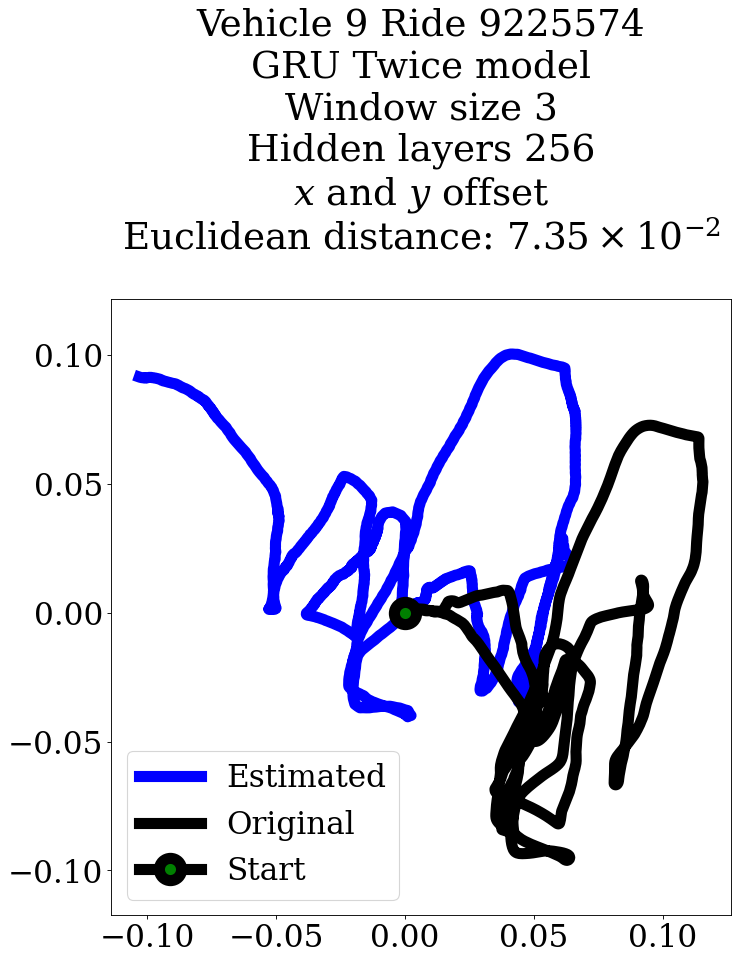 Vehicle 9 Ride 9225574
GRU Twice model
Window size 3
Hidden layers 256
x and y offset
Euclidean distance: 7.35 × 10⁻²
0.10
0.05
0.00
−0.05
−0.10
Estimated
Original
Start
−0.10 −0.05 0.00 0.05 0.10